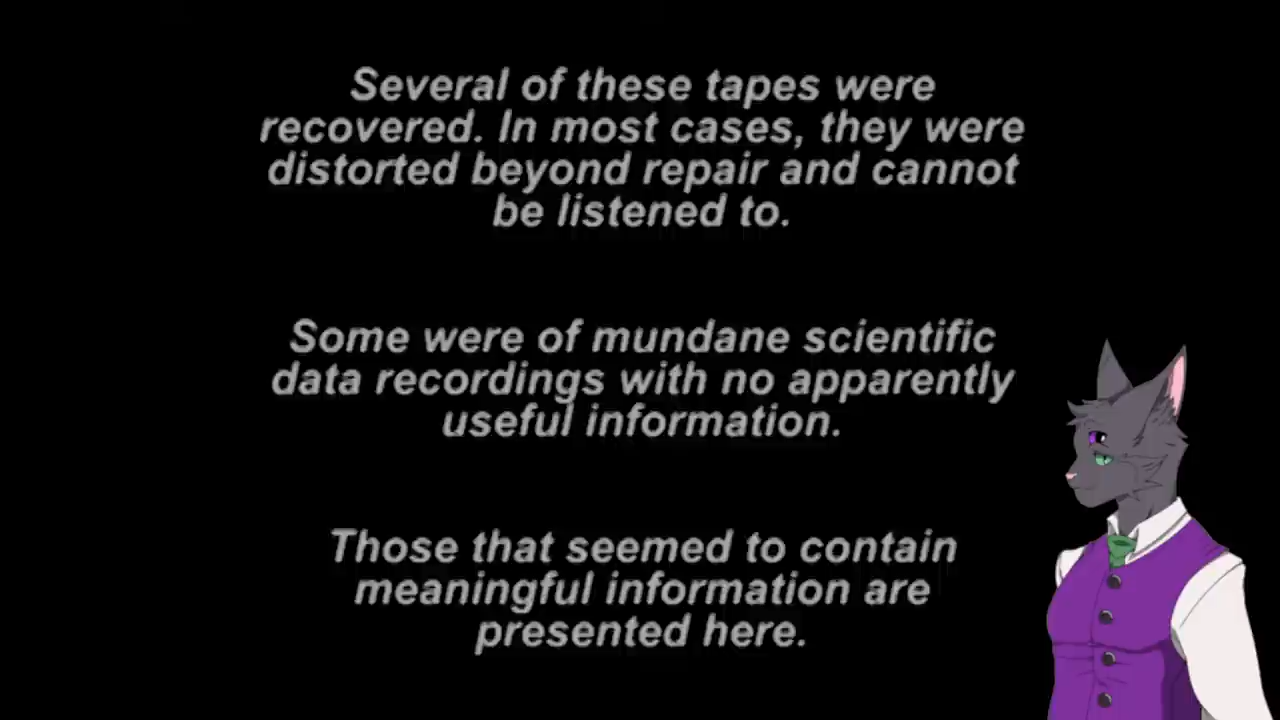 Several of these tapes were
recovered. In most cases, they were
distorted beyond repair and cannot
be listened to.
Some were of mundane scientific
data recordings with no apparently
useful information.
Those that seemed to contain
meaningful information are
presented here.